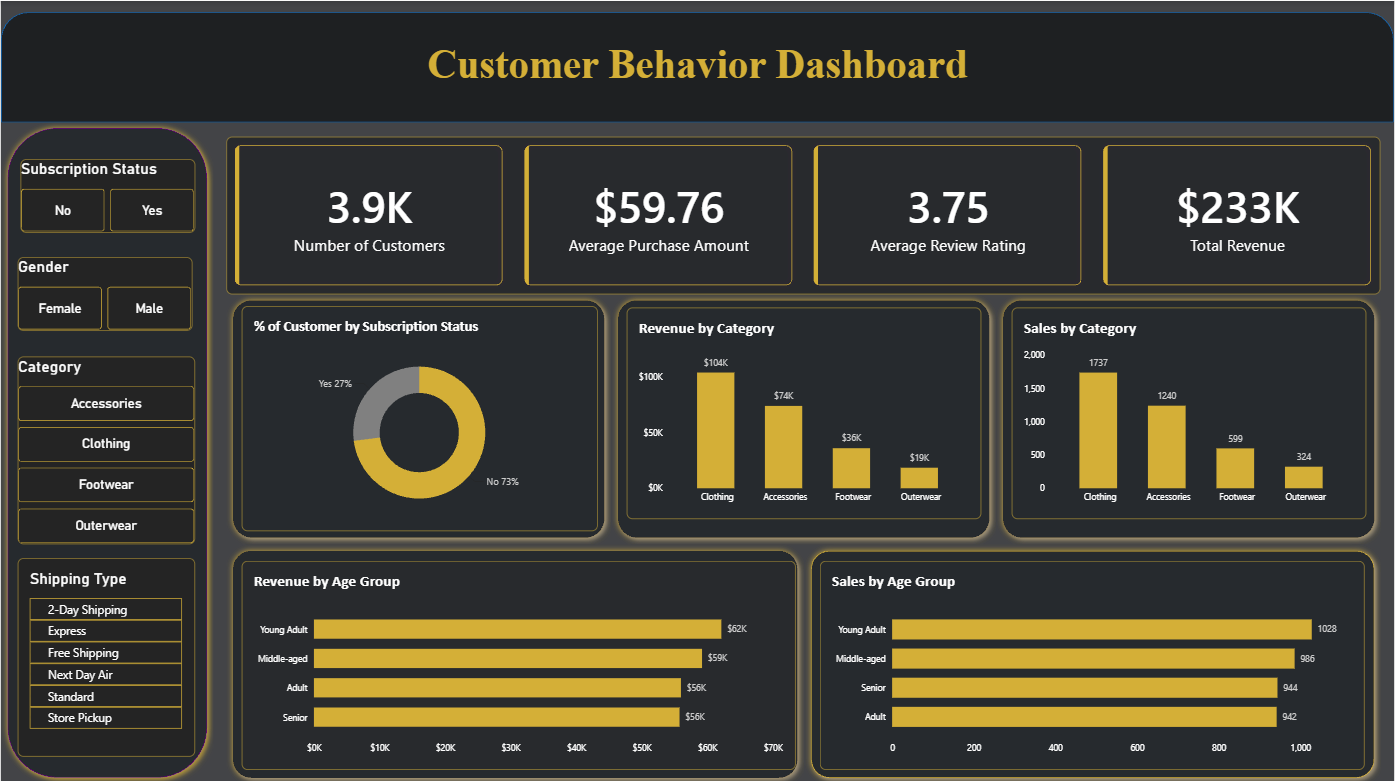 Customer Behavior Dashboard
Subscription Status
No Yes
Gender
Female Male
Category
Accessories
Clothing
Footwear
Outerwear
Shipping Type
2-Day Shipping
Express
Free Shipping
Next Day Air
Standard
Store Pickup
3.9K
Number of Customers
$59.76
Average Purchase Amount
3.75
Average Review Rating
$233K
Total Revenue
% of Customer by Subscription Status
Yes 27%
No 73%
Revenue by Category
$100K
$50K
$0K
$104K
$74K
$36K
$19K
Clothing Accessories Footwear Outerwear
Sales by Category
2,000
1,500
1,000
500
0
1737
1240
599
324
Clothing Accessories Footwear Outerwear
Revenue by Age Group
Young Adult $62K
Middle-aged $59K
Adult $56K
Senior $56K
$0K $10K $20K $30K $40K $50K $60K $70K
Sales by Age Group
Young Adult 1028
Middle-aged 986
Senior 944
Adult 942
0 200 400 600 800 1,000